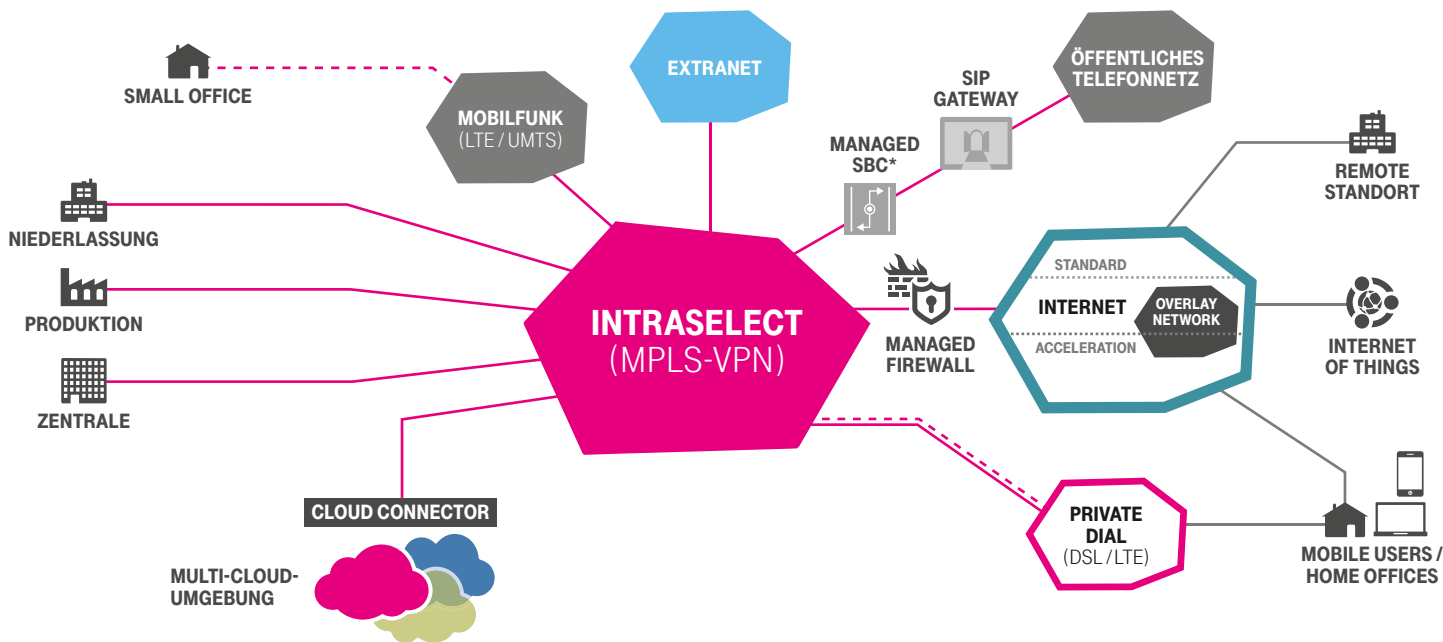 SMALL OFFICE
MOBILFUNK
(LTE / UMTS)
EXTRANET
SIP
GATEWAY
ÖFFENTLICHES
TELEFONNETZ
MANAGED
SBC*
REMOTE
STANDORT
NIEDERLASSUNG
PRODUKTION
ZENTRALE
INTRASELECT
(MPLS-VPN)
MANAGED
FIREWALL
STANDARD
INTERNET
OVERLAY
NETWORK
ACCELERATION
INTERNET
OF THINGS
CLOUD CONNECTOR
MULTI-CLOUD-
UMGEBUNG
PRIVATE
DIAL
(DSL / LTE)
MOBILE USERS /
HOME OFFICES